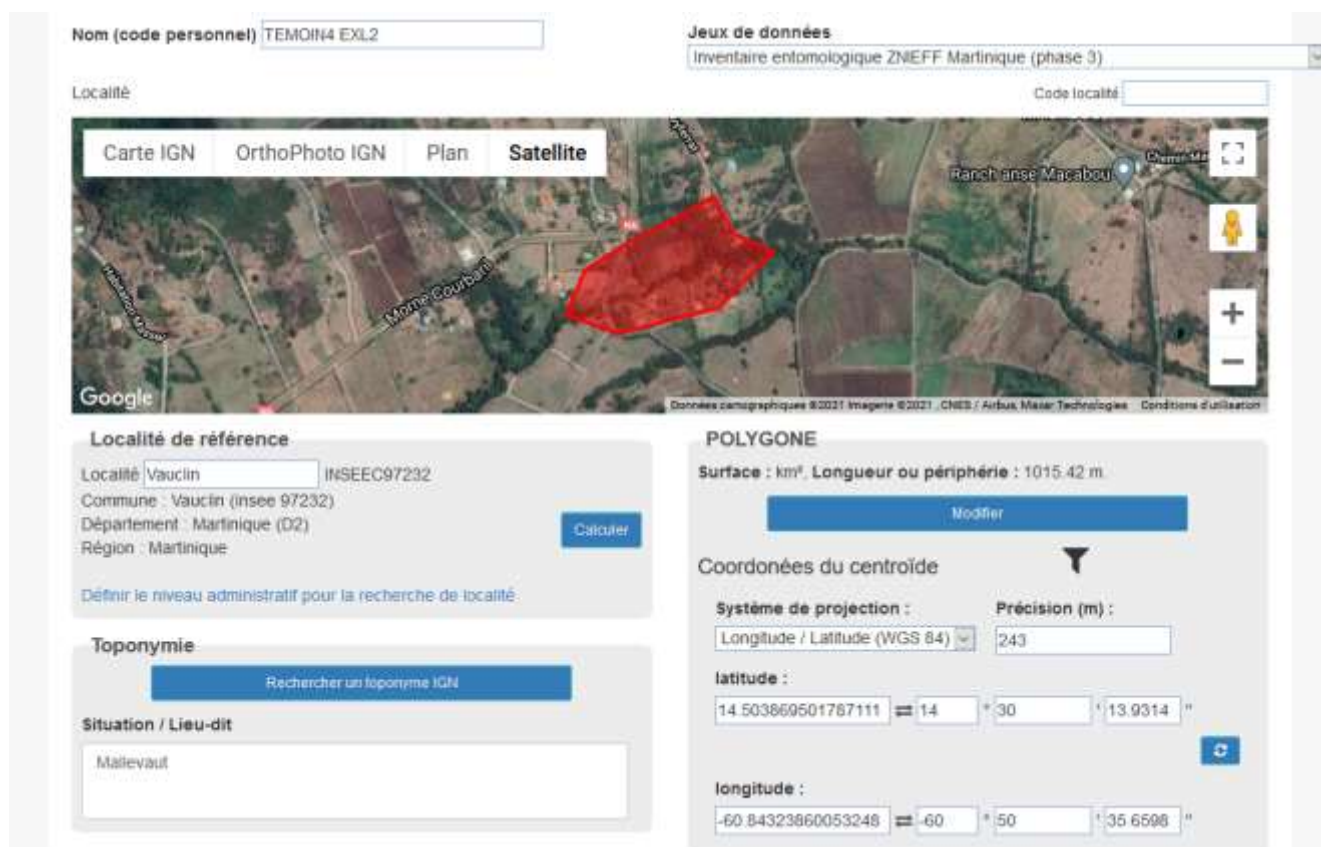 Nom (code personnel) TEMOIN4 EXL2
Jeux de données
Inventaire entomologique ZNIEFF Martinique (phase 3)
Localité
Code localité
Carte IGN OrthoPhoto IGN Plan Satellite
Ranch anse Macabou
Morne Courbaril
Google
Données cartographiques ©2021 Imagerie ©2021 , CNES / Airbus, Maxar Technologies Conditions d'utilisation
Localité de référence
Localité Vauclin INSEEC97232
Commune : Vauclin (insee 97232)
Département : Martinique (D2)
Région : Martinique
Calculer
Définir le niveau administratif pour la recherche de localité
Toponymie
Rechercher un toponyme IGN
Situation / Lieu-dit
Mallevaut
POLYGONE
Surface : km², Longueur ou périphérie : 1015.42 m.
Modifier
Coordonées du centroïde
Système de projection : Précision (m) :
Longitude / Latitude (WGS 84) 243
latitude :
14.503869501787111 ⇄ 14 ° 30 ' 13.9314 "
longitude :
-60.84323860053248 ⇄ -60 ° 50 ' 35.6598 "